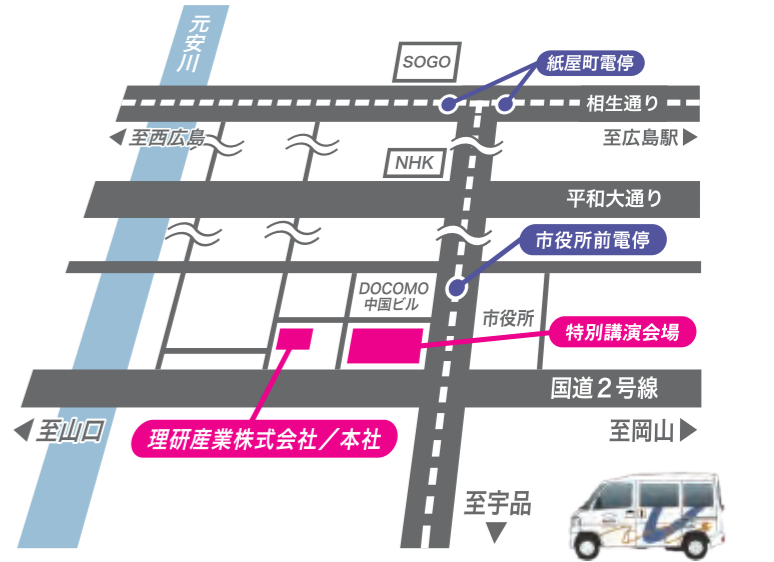 元安川
SOGO
紙屋町電停
相生通り
至西広島
至広島駅
NHK
平和大通り
市役所前電停
DOCOMO
中国ビル
市役所
特別講演会場
国道2号線
至山口
理研産業株式会社／本社
至岡山
至宇品